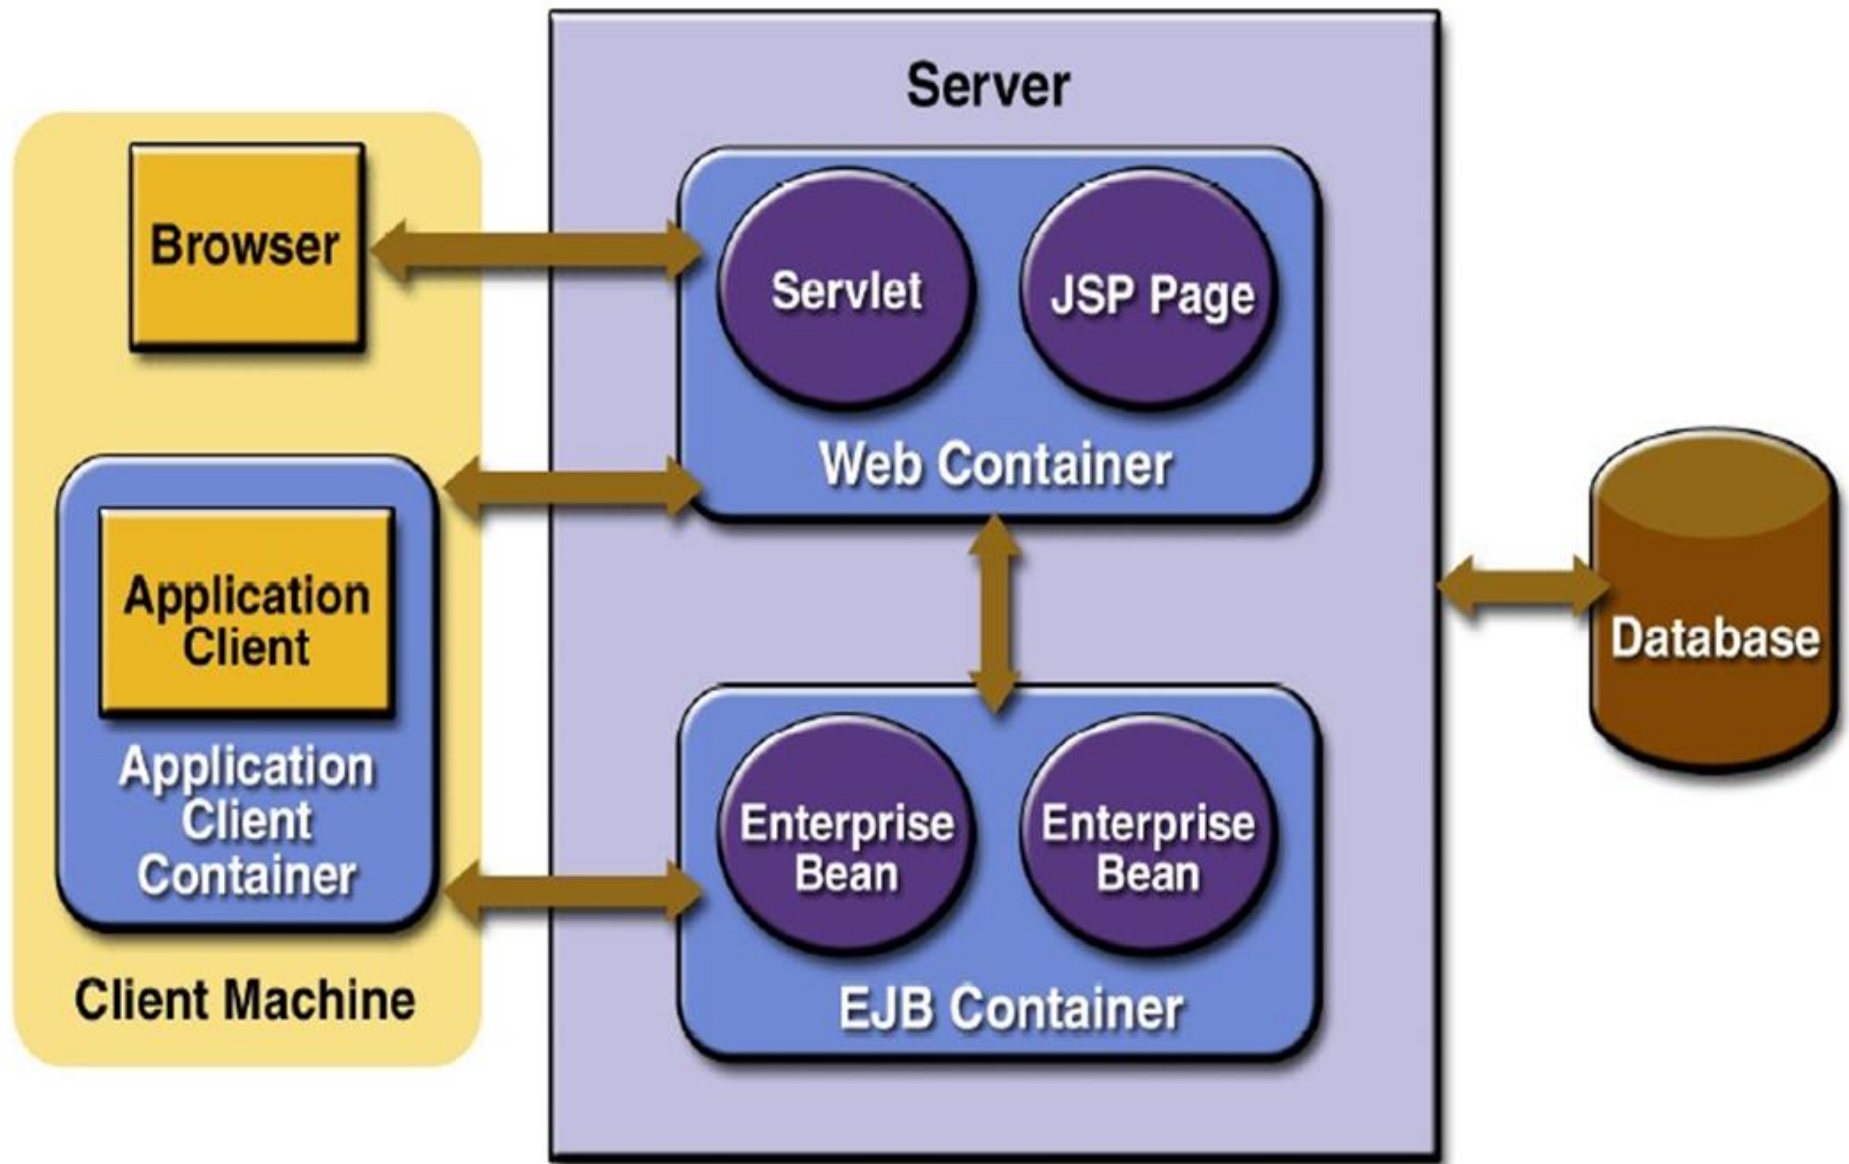 Server
Browser
Servlet
JSP Page
Web Container
Application
Client
Application
Client
Container
Client Machine
Enterprise
Bean
Enterprise
Bean
EJB Container
Database